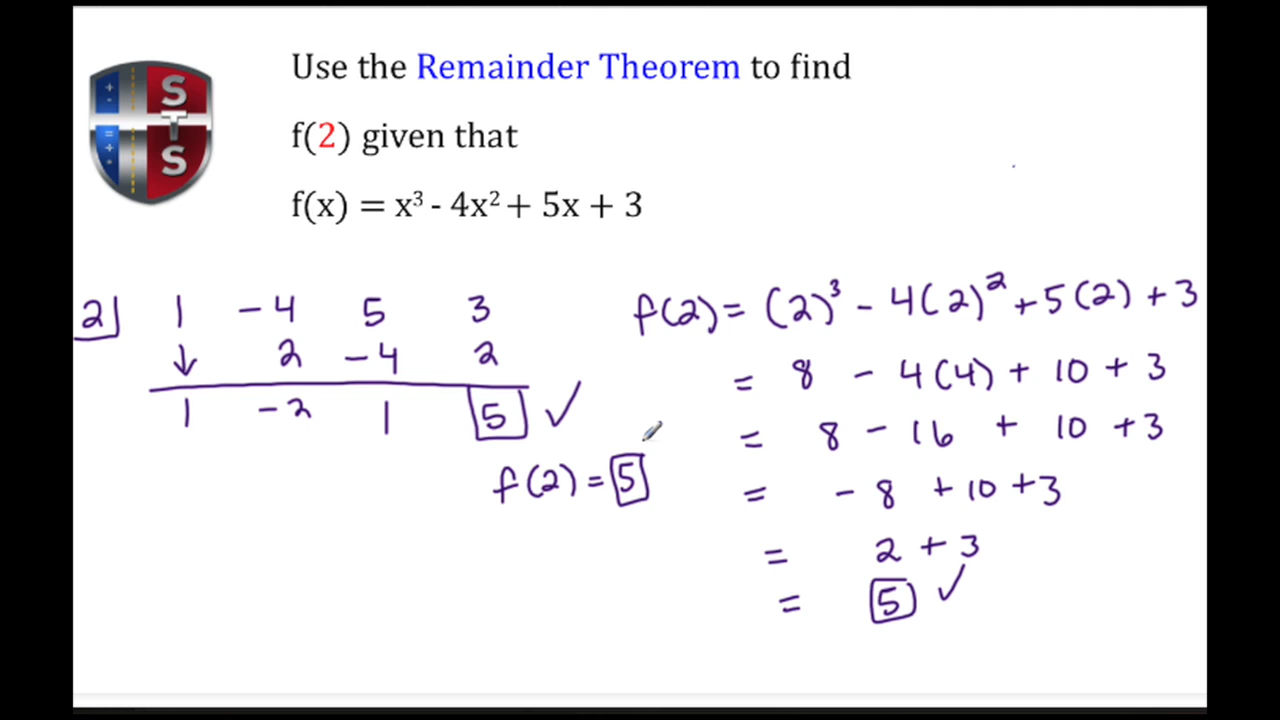 STS
Use the Remainder Theorem to find
f(2) given that
f(x) = x³ - 4x² + 5x + 3
2 1 -4 5 3
↓ 2 -4 2
1 -2 1 5 ✓
f(2) = 5
f(2) = (2)³ - 4(2)² + 5(2) + 3
= 8 - 4(4) + 10 + 3
= 8 - 16 + 10 + 3
= -8 + 10 + 3
= 2 + 3
= 5 ✓